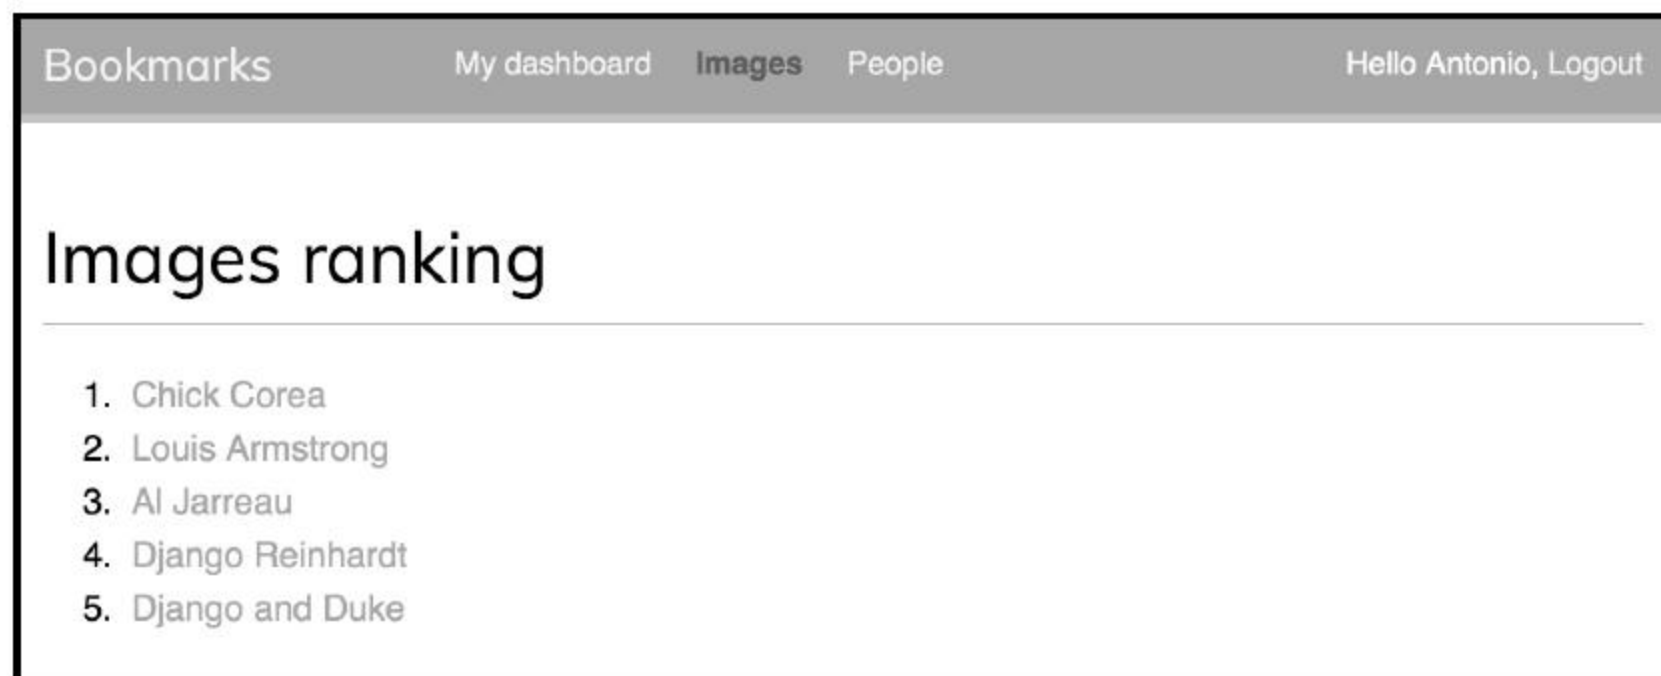 Bookmarks My dashboard Images People Hello Antonio, Logout
Images ranking
1. Chick Corea
2. Louis Armstrong
3. Al Jarreau
4. Django Reinhardt
5. Django and Duke